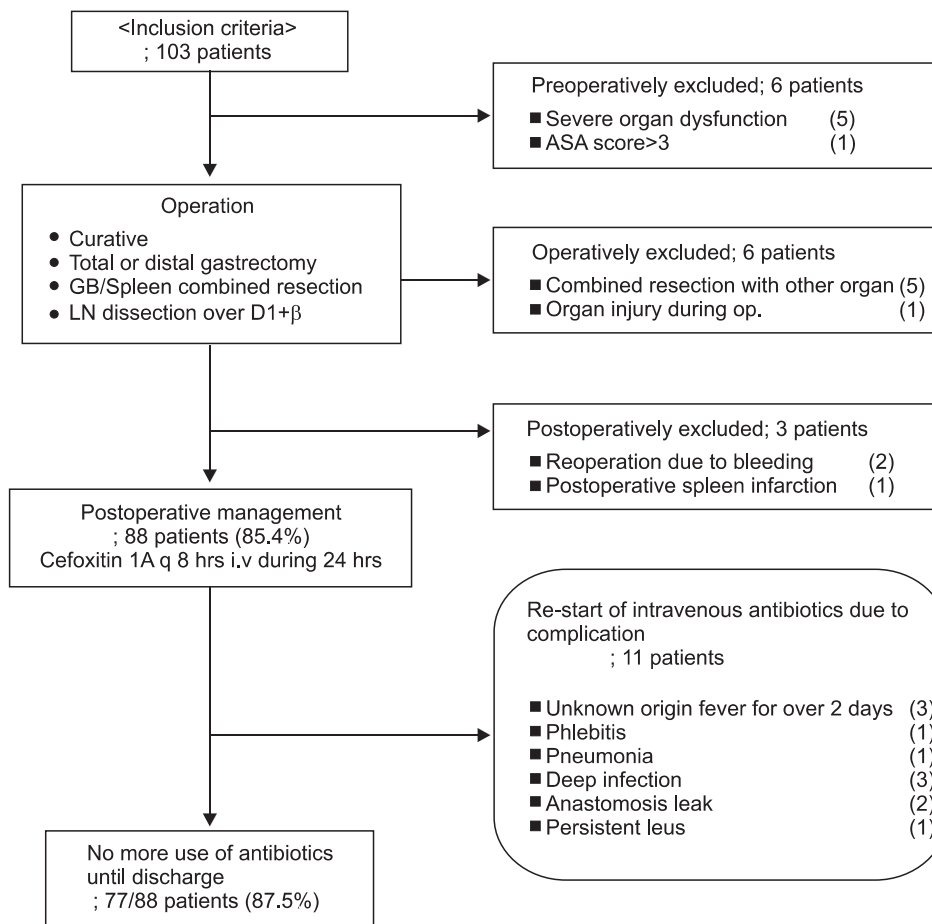 <Inclusion criteria>
; 103 patients
Preoperatively excluded; 6 patients
■ Severe organ dysfunction (5)
■ ASA score>3 (1)
Operation
● Curative
● Total or distal gastrectomy
● GB/Spleen combined resection
● LN dissection over D1+β
Operatively excluded; 6 patients
■ Combined resection with other organ (5)
■ Organ injury during op. (1)
Postoperatively excluded; 3 patients
■ Reoperation due to bleeding (2)
■ Postoperative spleen infarction (1)
Postoperative management
; 88 patients (85.4%)
Cefoxitin 1A q 8 hrs i.v during 24 hrs
Re-start of intravenous antibiotics due to
complication
; 11 patients
■ Unknown origin fever for over 2 days (3)
■ Phlebitis (1)
■ Pneumonia (1)
■ Deep infection (3)
■ Anastomosis leak (2)
■ Persistent leus (1)
No more use of antibiotics
until discharge
; 77/88 patients (87.5%)